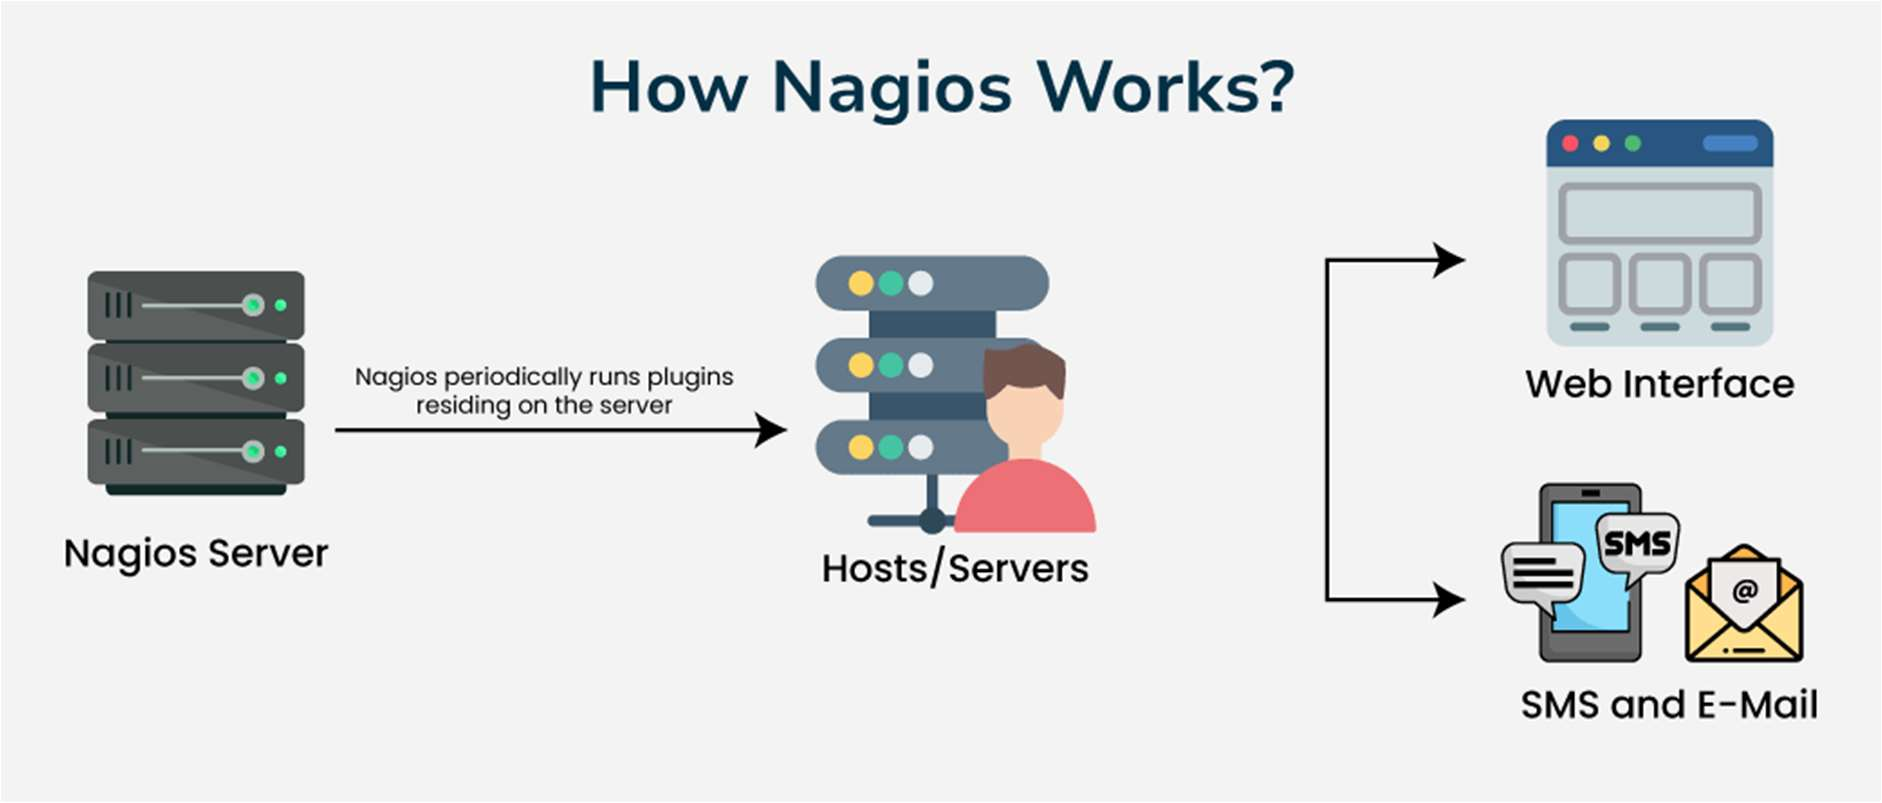 How Nagios Works?
Nagios periodically runs plugins
residing on the server
Nagios Server
Hosts/Servers
Web Interface
SMS
@
SMS and E-Mail